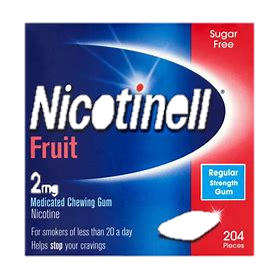 Sugar
Free
Nicotinell
Fruit
2mg
Medicated Chewing Gum
Nicotine
Regular
Strength
Gum
For smokers of less than 20 a day
Helps stop your cravings
204
Pieces